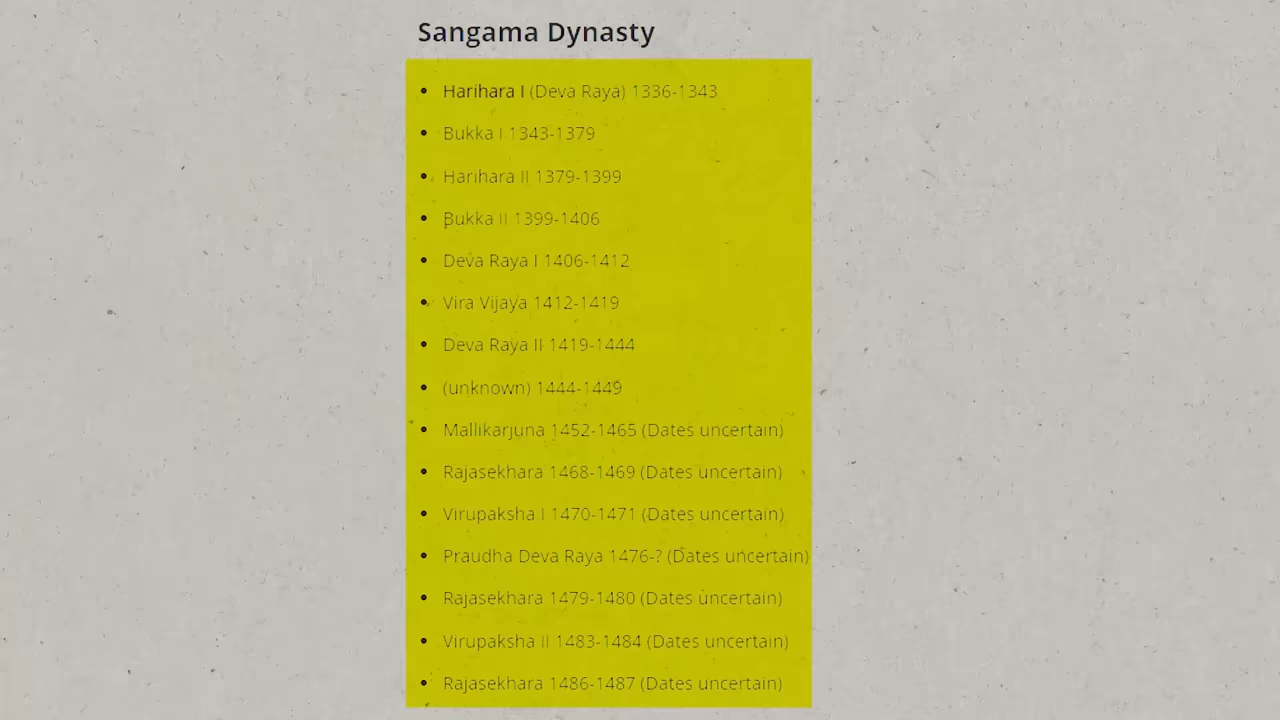 Sangama Dynasty
• Harihara I (Deva Raya) 1336-1343
• Bukka I 1343-1379
• Harihara II 1379-1399
• Bukka II 1399-1406
• Deva Raya I 1406-1412
• Vira Vijaya 1412-1419
• Deva Raya II 1419-1444
• (unknown) 1444-1449
• Mallikarjuna 1452-1465 (Dates uncertain)
• Rajasekhara 1468-1469 (Dates uncertain)
• Virupaksha I 1470-1471 (Dates uncertain)
• Praudha Deva Raya 1476-? (Dates uncertain)
• Rajasekhara 1479-1480 (Dates uncertain)
• Virupaksha II 1483-1484 (Dates uncertain)
• Rajasekhara 1486-1487 (Dates uncertain)